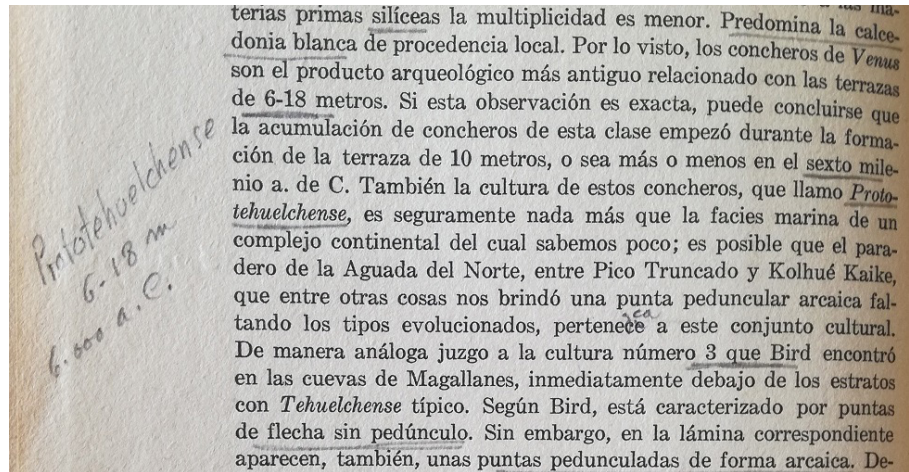 terias primas silíceas la multiplicidad es menor. Predomina la calce-
donia blanca de procedencia local. Por lo visto, los concheros de Venus
son el producto arqueológico más antiguo relacionado con las terrazas
de 6-18 metros. Si esta observación es exacta, puede concluirse que
la acumulación de concheros de esta clase empezó durante la forma-
ción de la terraza de 10 metros, o sea más o menos en el sexto mile-
nio a. de C. También la cultura de estos concheros, que llamo Proto-
tehuelchense, es seguramente nada más que la facies marina de un
complejo continental del cual sabemos poco; es posible que el para-
dero de la Aguada del Norte, entre Pico Truncado y Kolhué Kaike,
que entre otras cosas nos brindó una punta peduncular arcaica fal-
tando los tipos evolucionados, pertenece a este conjunto cultural.
zca
De manera análoga juzgo a la cultura número 3 que Bird encontró
en las cuevas de Magallanes, inmediatamente debajo de los estratos
con Tehuelchense típico. Según Bird, está caracterizado por puntas
de flecha sin pedúnculo. Sin embargo, en la lámina correspondiente
aparecen, también, unas puntas pedunculadas de forma arcaica. De-
Prototehuelchense
6-18 m
6.000 a. C.